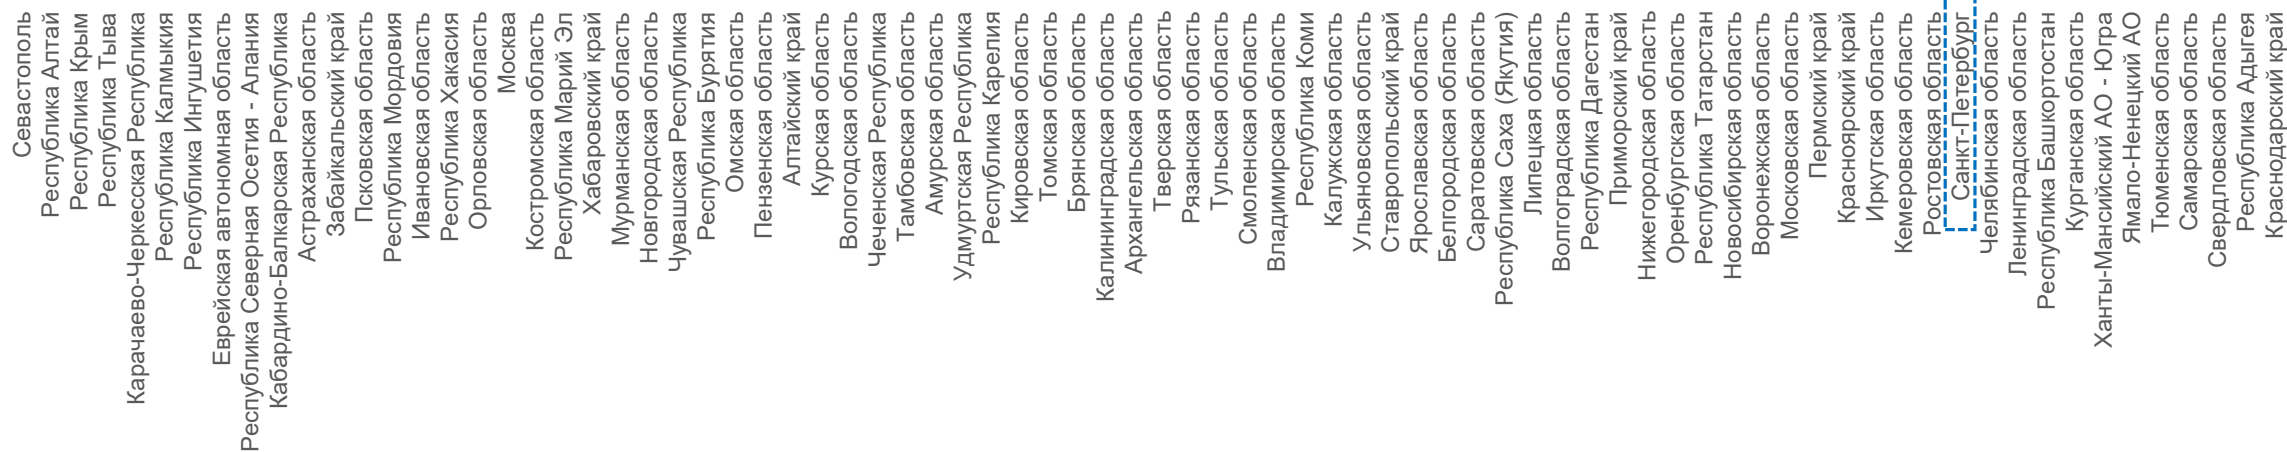 Севастополь
Республика Алтай
Республика Крым
Республика Тыва
Карачаево-Черкесская Республика
Республика Калмыкия
Республика Ингушетия
Еврейская автономная область
Республика Северная Осетия - Алания
Кабардино-Балкарская Республика
Астраханская область
Забайкальский край
Псковская область
Республика Мордовия
Ивановская область
Республика Хакасия
Орловская область
Москва
Костромская область
Республика Марий Эл
Хабаровский край
Мурманская область
Новгородская область
Чувашская Республика
Республика Бурятия
Омская область
Пензенская область
Алтайский край
Курская область
Вологодская область
Чеченская Республика
Тамбовская область
Амурская область
Удмуртская Республика
Республика Карелия
Кировская область
Томская область
Брянская область
Калининградская область
Архангельская область
Тверская область
Рязанская область
Тульская область
Смоленская область
Владимирская область
Республика Коми
Калужская область
Ульяновская область
Ставропольский край
Ярославская область
Белгородская область
Саратовская область
Республика Саха (Якутия)
Липецкая область
Волгоградская область
Республика Дагестан
Приморский край
Нижегородская область
Оренбургская область
Республика Татарстан
Новосибирская область
Воронежская область
Московская область
Пермский край
Красноярский край
Иркутская область
Кемеровская область
Ростовская область
Санкт-Петербург
Челябинская область
Ленинградская область
Республика Башкортостан
Курганская область
Ханты-Мансийский АО - Югра
Ямало-Ненецкий АО
Тюменская область
Самарская область
Свердловская область
Республика Адыгея
Краснодарский край